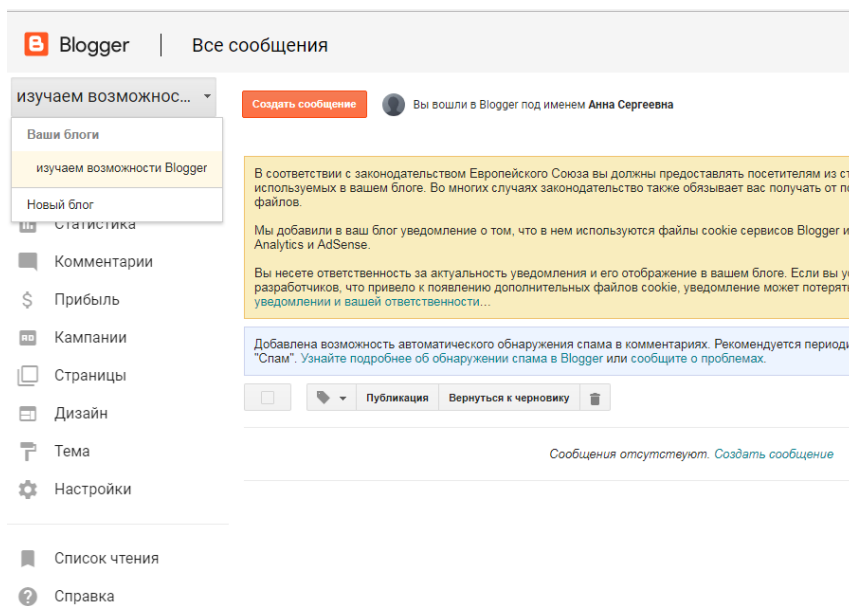 Blogger | Все сообщения
изучаем возможнос...
Создать сообщение
Вы вошли в Blogger под именем Анна Сергеевна
Ваши блоги
изучаем возможности Blogger
Новый блог
Статистика
Комментарии
Прибыль
Кампании
Страницы
Дизайн
Тема
Настройки
Список чтения
Справка
В соответствии с законодательством Европейского Союза вы должны предоставлять посетителям из
используемых в вашем блоге. Во многих случаях законодательство также обязывает вас получать от
файлов.
Мы добавили в ваш блог уведомление о том, что в нем используются файлы cookie сервисов Blogger и
Analytics и AdSense.
Вы несете ответственность за актуальность уведомления и его отображение в вашем блоге. Если вы
разработчиков, что привело к появлению дополнительных файлов cookie, уведомление может
уведомлении и вашей ответственности...
Добавлена возможность автоматического обнаружения спама в комментариях. Рекомендуется
"Спам". Узнайте подробнее об обнаружении спама в Blogger или сообщите о проблемах.
Публикация
Вернуться к черновику
Сообщения отсутствуют. Создать сообщение